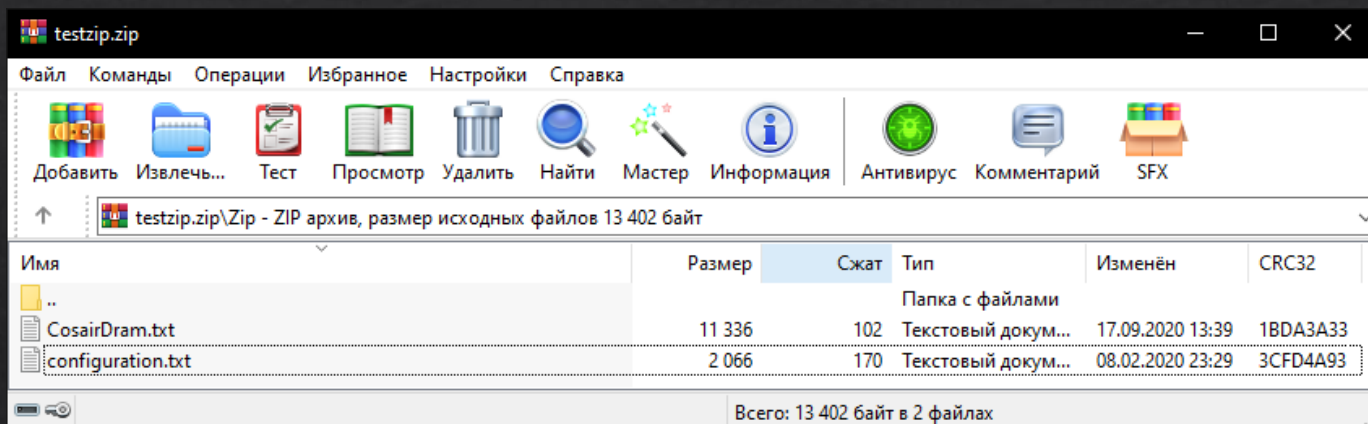 testzip.zip
Файл Команды Операции Избранное Настройки Справка
Добавить Извлечь... Тест Просмотр Удалить Найти Мастер Информация Антивирус Комментарий SFX
testzip.zip\Zip - ZIP архив, размер исходных файлов 13 402 байт
Имя Размер Сжат Тип Изменён CRC32
.. Папка с файлами
CosairDram.txt 11 336 102 Текстовый докум... 17.09.2020 13:39 1BDA3A33
configuration.txt 2 066 170 Текстовый докум... 08.02.2020 23:29 3CFD4A93
Всего: 13 402 байт в 2 файлах